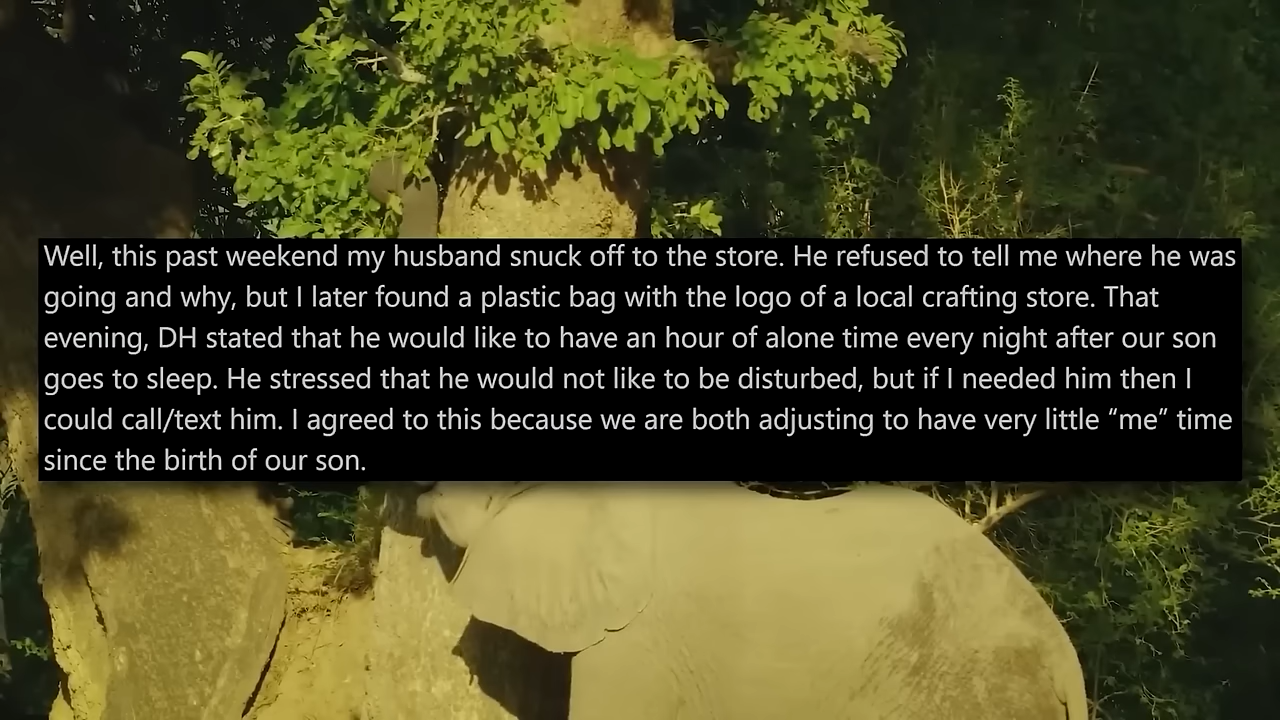 Well, this past weekend my husband snuck off to the store. He refused to tell me where he was
going and why, but I later found a plastic bag with the logo of a local crafting store. That
evening, DH stated that he would like to have an hour of alone time every night after our son
goes to sleep. He stressed that he would not like to be disturbed, but if I needed him then I
could call/text him. I agreed to this because we are both adjusting to have very little “me” time
since the birth of our son.